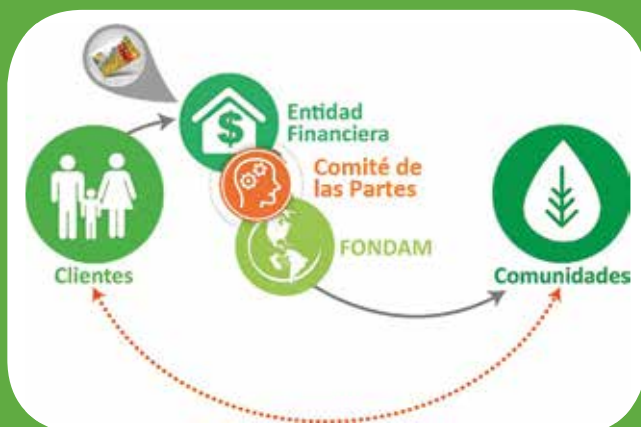 Entidad
Financiera
Comité de
las Partes
FONDAM
Clientes
Comunidades
$